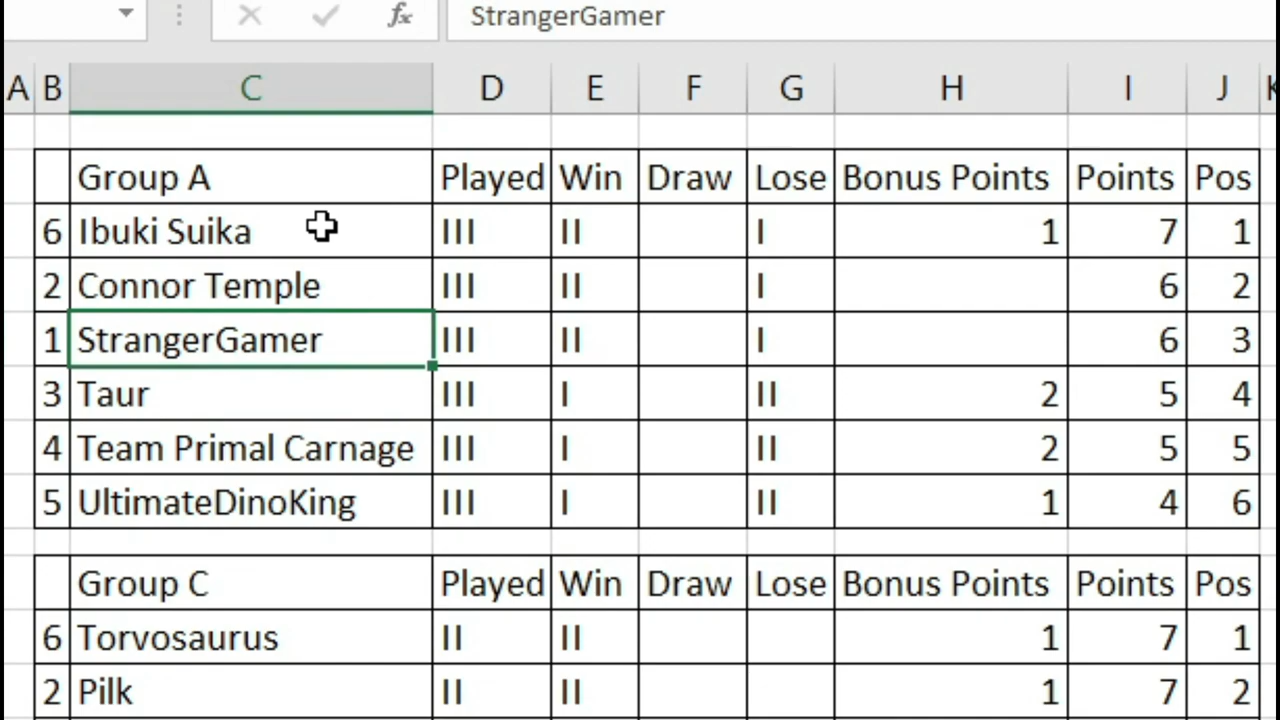 StrangerGamer
A B C D E F G H I J K
Group A Played Win Draw Lose Bonus Points Points Pos
6 Ibuki Suika III II I 1 7 1
2 Connor Temple III II I 6 2
1 StrangerGamer III II I 6 3
3 Taur III I II 2 5 4
4 Team Primal Carnage III I II 2 5 5
5 UltimateDinoKing III I II 1 4 6
Group C Played Win Draw Lose Bonus Points Points Pos
6 Torvosaurus II II 1 7 1
2 Pilk II II 1 7 2